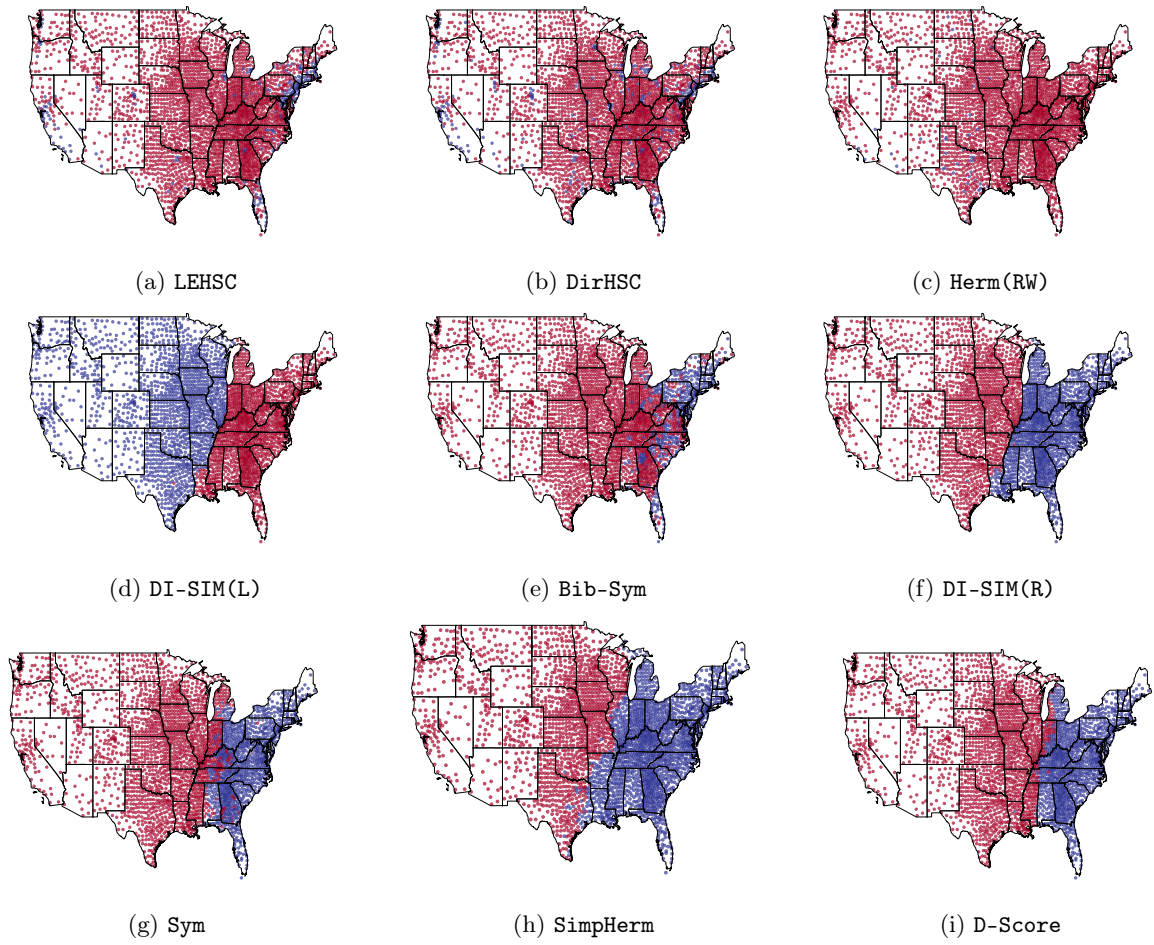 (a) LEHSC
(b) DirHSC
(c) Herm(RW)
(d) DI-SIM(L)
(e) Bib-Sym
(f) DI-SIM(R)
(g) Sym
(h) SimpHerm
(i) D-Score